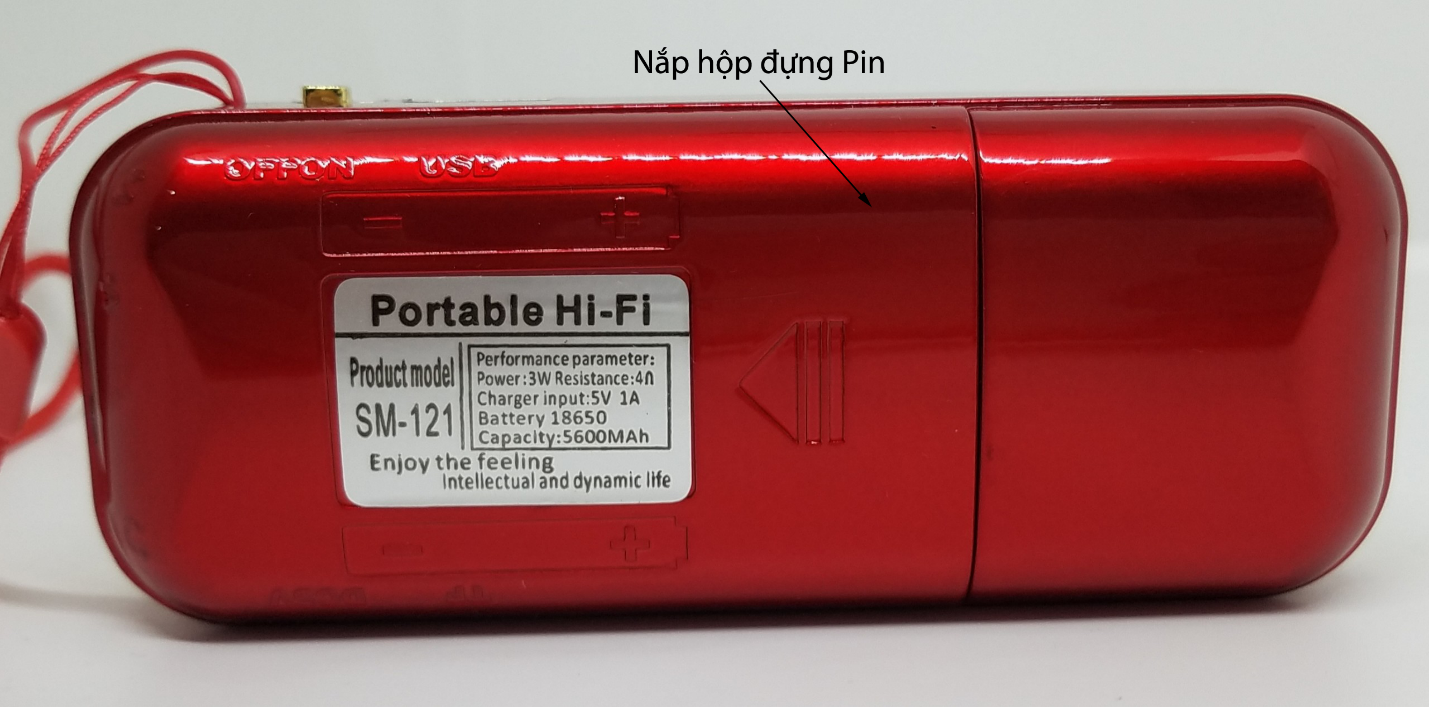 Nắp hộp đựng Pin
OFF ON USB
Portable Hi-Fi
Product model
SM-121
Performance parameter:
Power:3W Resistance:4Ω
Charger input:5V 1A
Battery 18650
Capacity:5600MAh
Enjoy the feeling
Intellectual and dynamic life